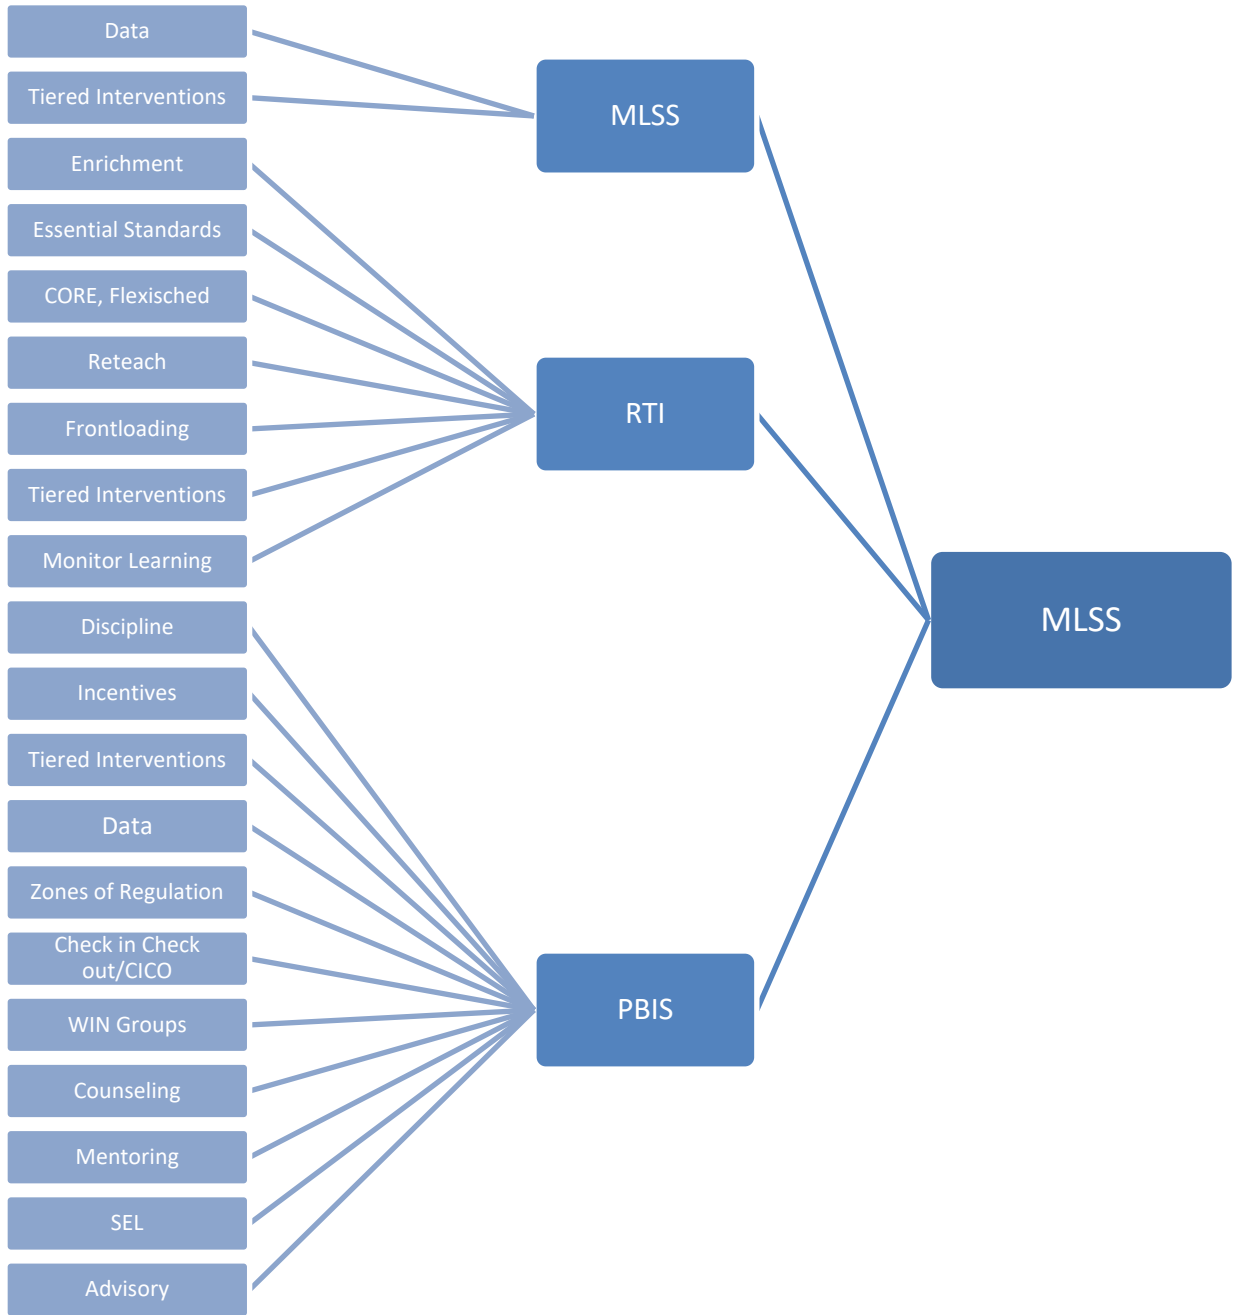 Data
Tiered Interventions
Enrichment
Essential Standards
CORE, Flexisched
Reteach
Frontloading
Tiered Interventions
Monitor Learning
Discipline
Incentives
Tiered Interventions
Data
Zones of Regulation
Check in Check
out/CICO
WIN Groups
Counseling
Mentoring
SEL
Advisory
MLSS
RTI
PBIS
MLSS